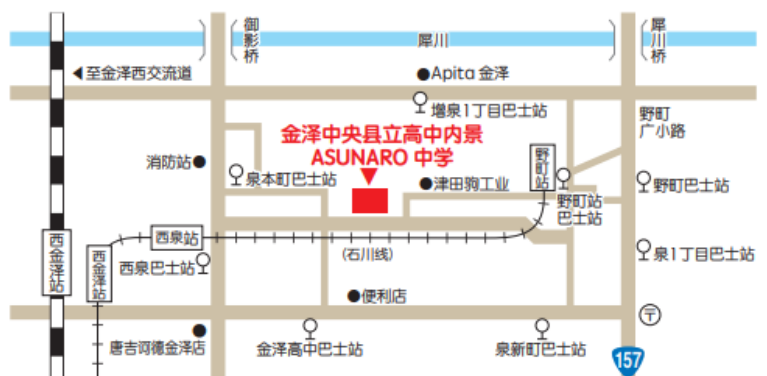 御影桥
犀川
犀川桥
至金泽西交流道
Apita 金泽
增泉1丁目巴士站
野町
广小路
金泽中央县立高中内景
ASUNARO 中学
消防站
泉本町巴士站
津田驹工业
野町站
野町巴士站
野町站
巴士站
西泉站
西金泽站
西金泽站
西泉巴士站
(石川线)
泉1丁目巴士站
便利店
唐吉诃德金泽店
金泽高中巴士站
泉新町巴士站
〒
157